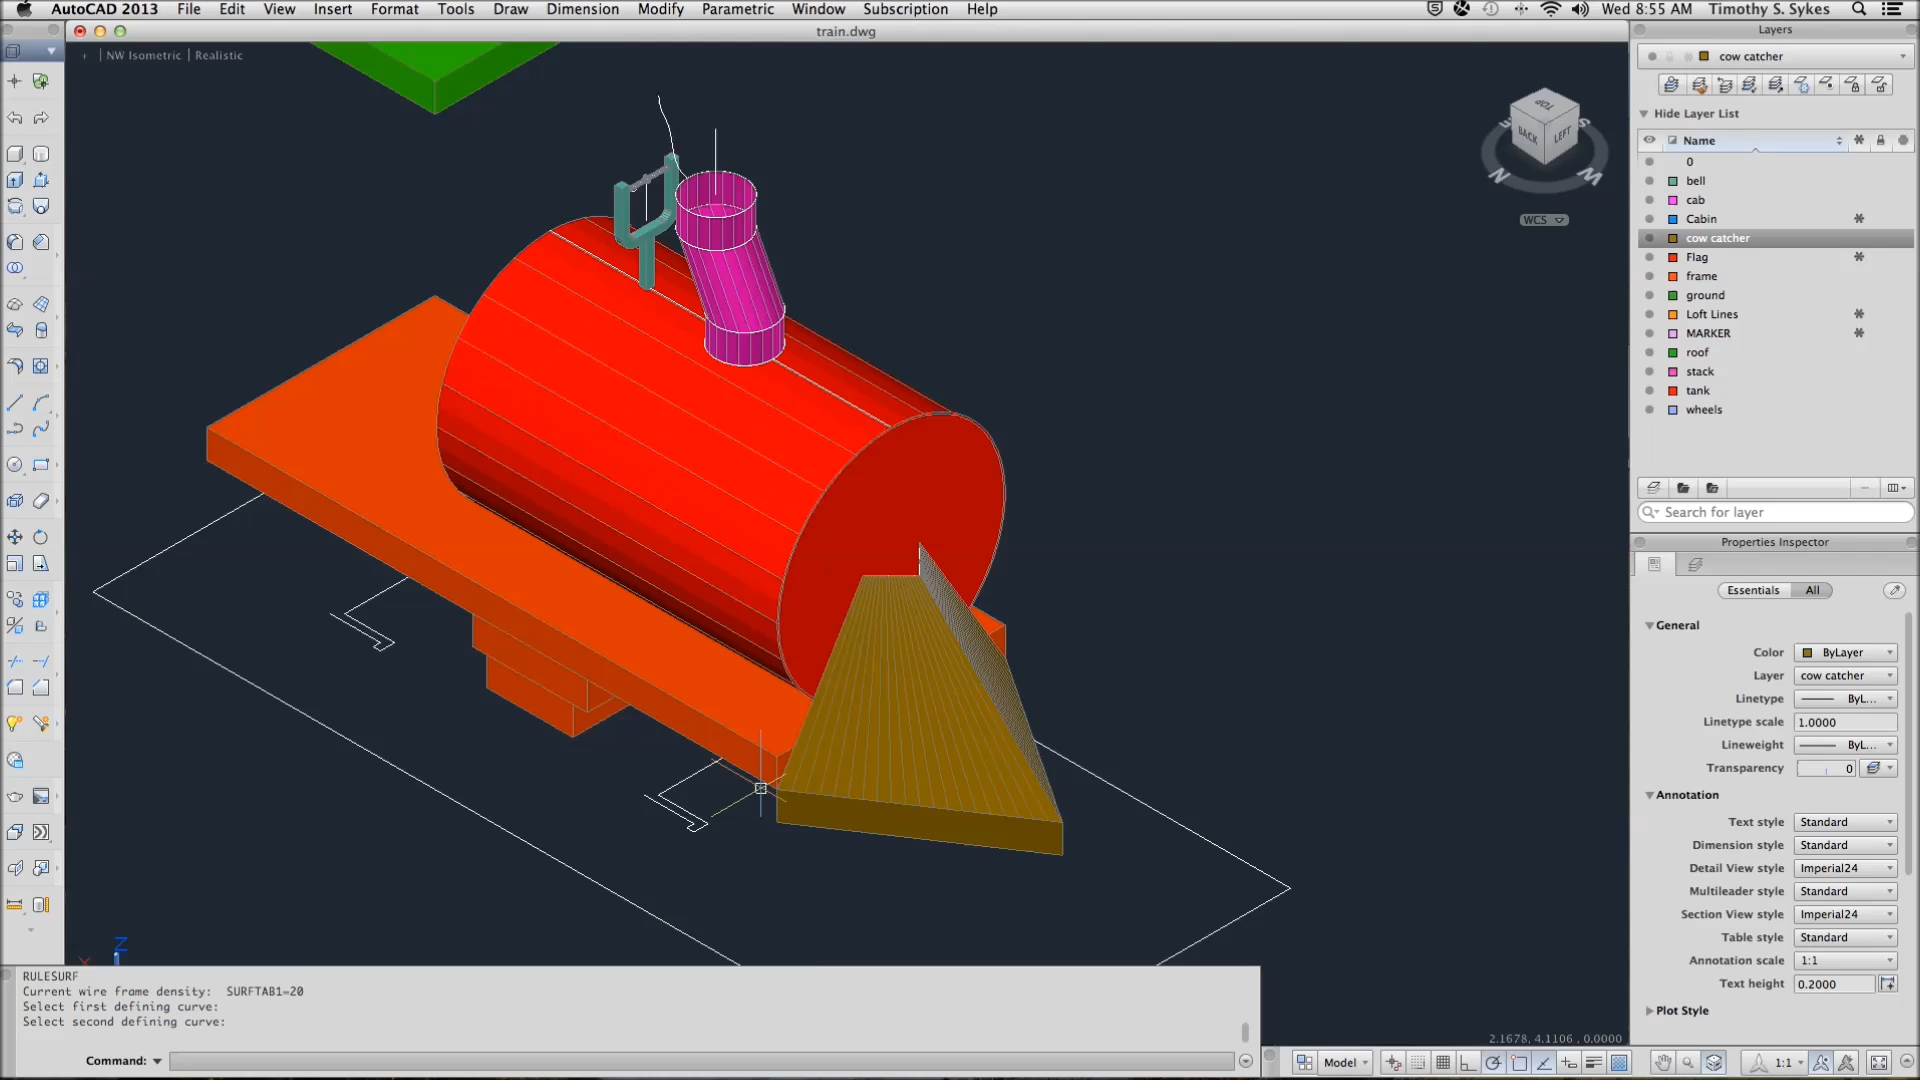 AutoCAD 2013 File Edit View Insert Format Tools Draw Dimension Modify Parametric Window Subscription Help Wed 8:55 AM Timothy S. Sykes
train.dwg
+ | NW Isometric | Realistic
TOP
BACK LEFT
N W S
WCS
Z
X
RULESURF
Current wire frame density:  SURFTAB1=20
Select first defining curve:
Select second defining curve:
Command:
2.1678, 4.1106 , 0.0000
Model
1:1
Layers
cow catcher
Hide Layer List
Name
0
bell
cab
Cabin
cow catcher
Flag
frame
ground
Loft Lines
MARKER
roof
stack
tank
wheels
Search for layer
Properties Inspector
Essentials All
General
Color ByLayer
Layer cow catcher
Linetype ByL...
Linetype scale 1.0000
Lineweight ByL...
Transparency 0
Annotation
Text style Standard
Dimension style Standard
Detail View style Imperial24
Multileader style Standard
Section View style Imperial24
Table style Standard
Annotation scale 1:1
Text height 0.2000
Plot Style